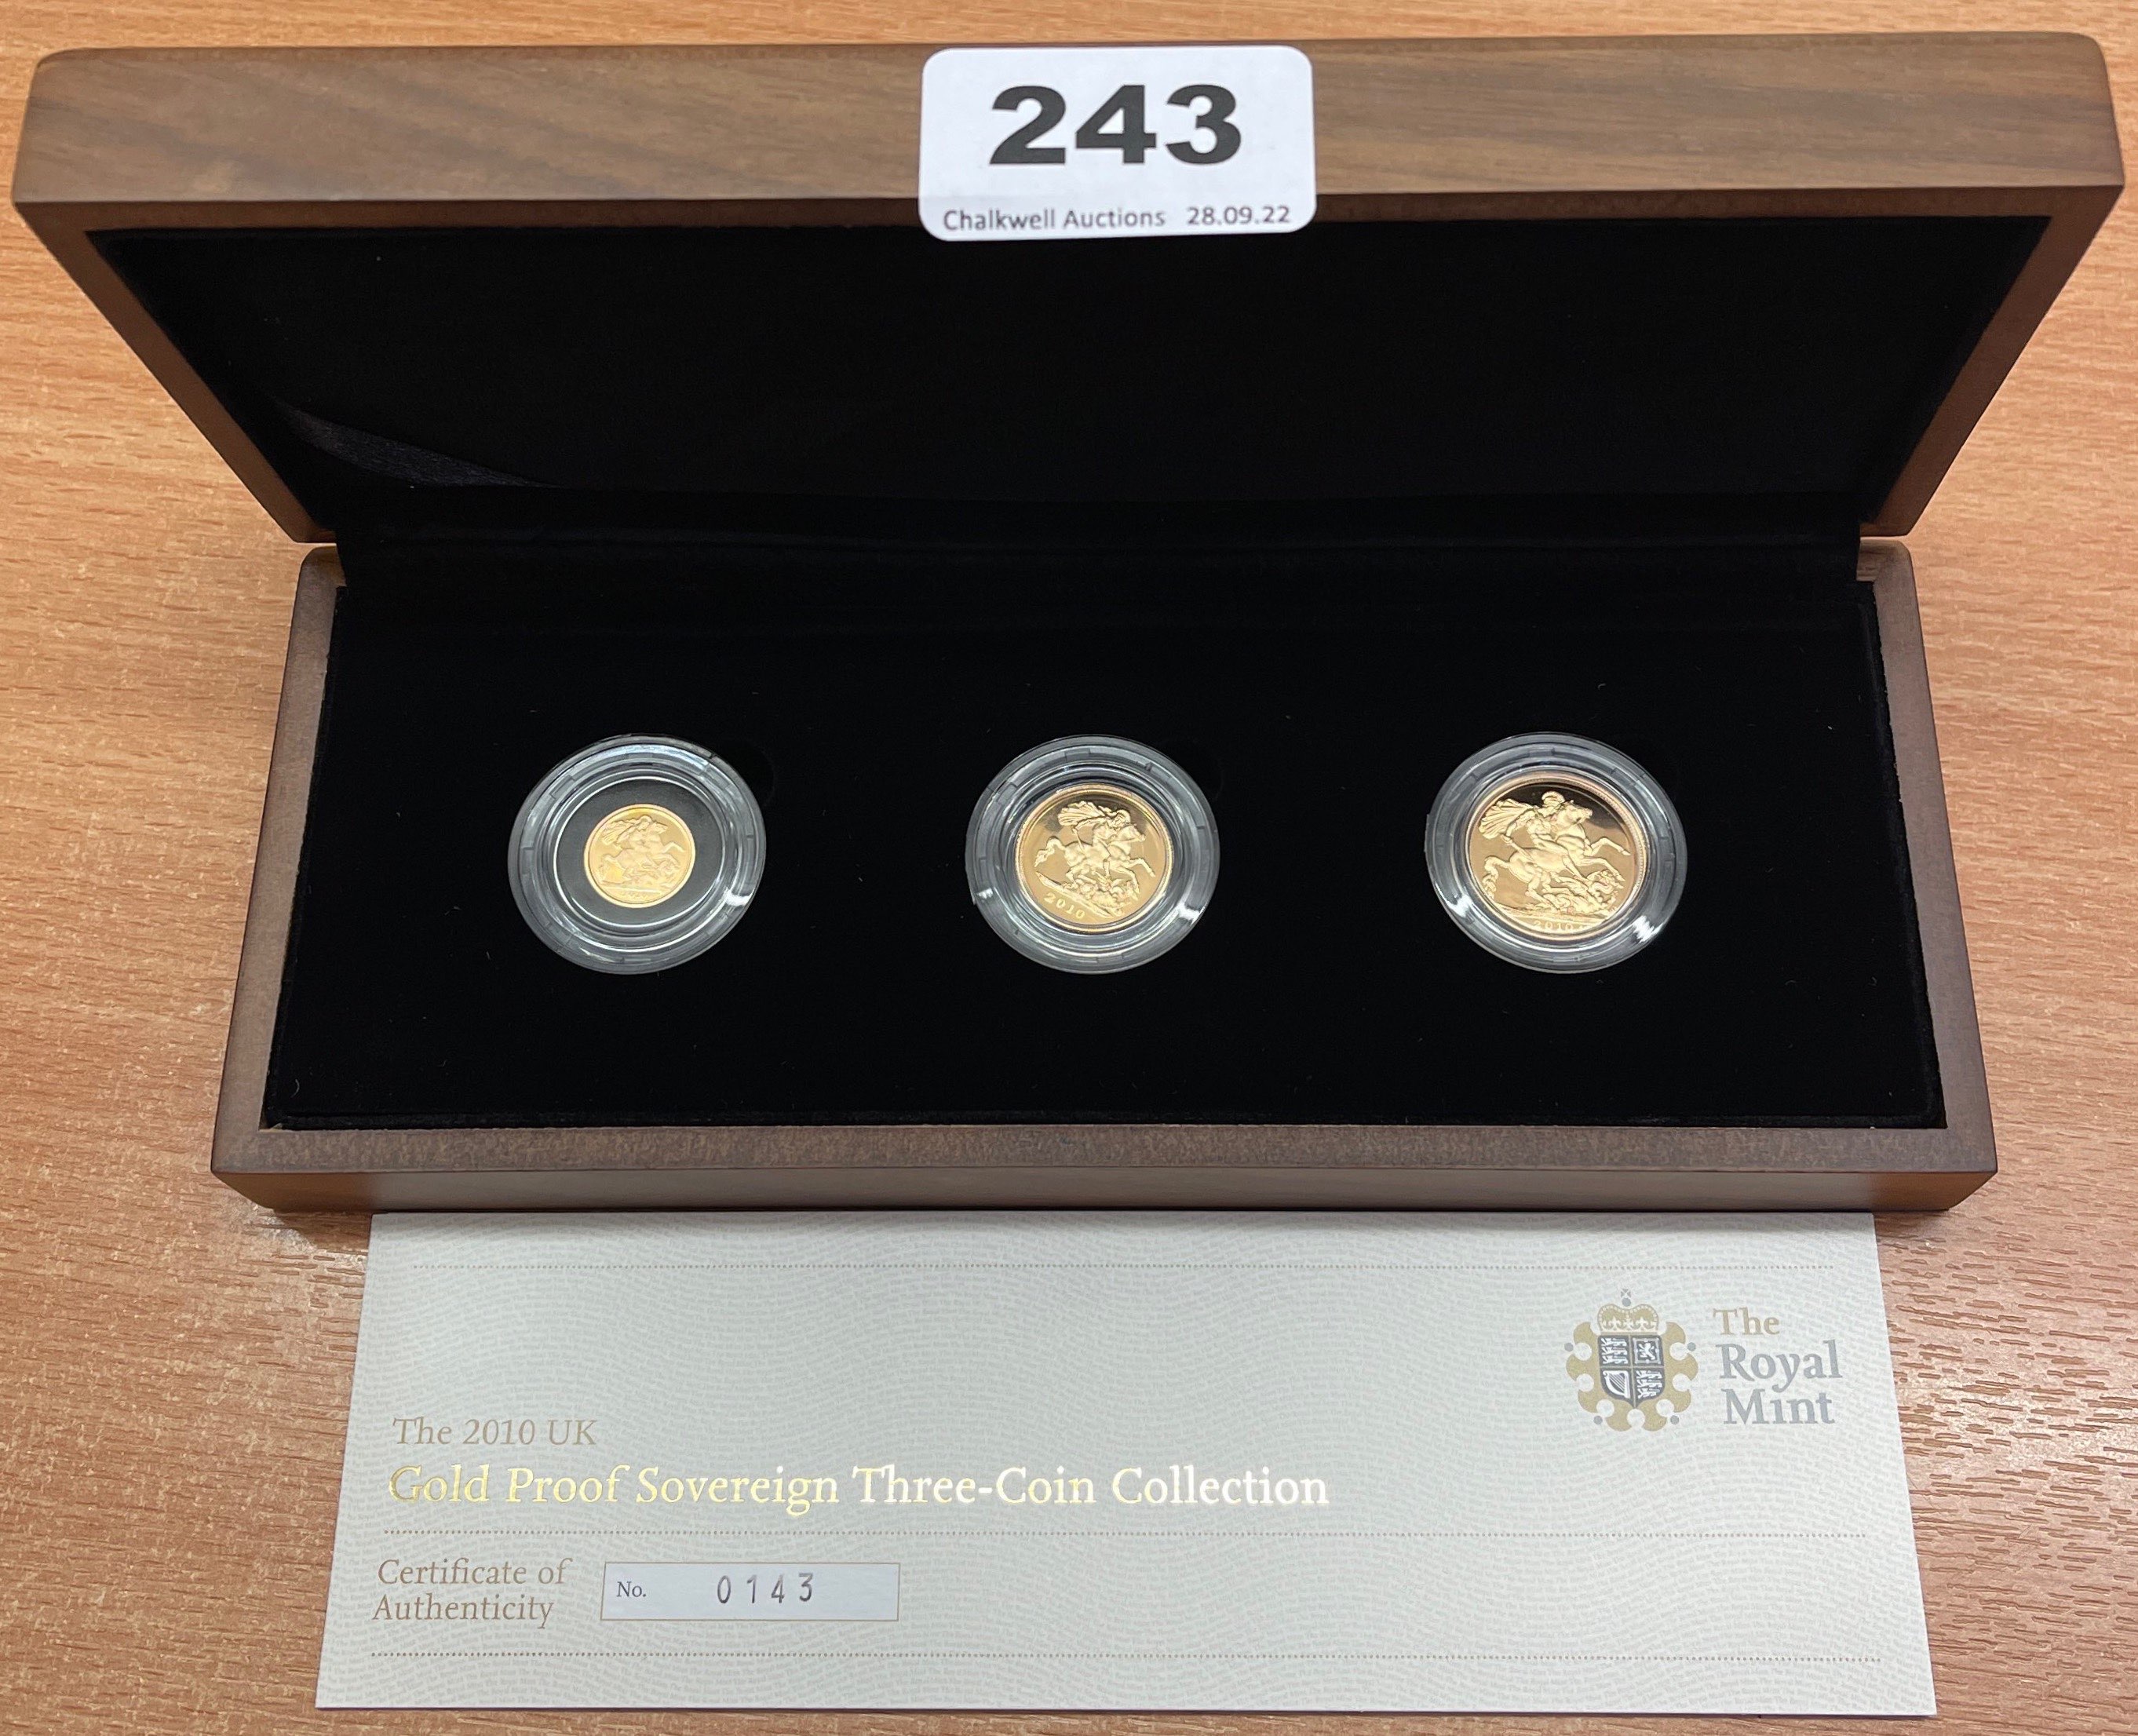 243
Chalkwell Auctions 28.09.22
2010
2010
The
Royal
Mint
The 2010 UK
Gold Proof Sovereign Three-Coin Collection
Certificate of
Authenticity
No. 0143